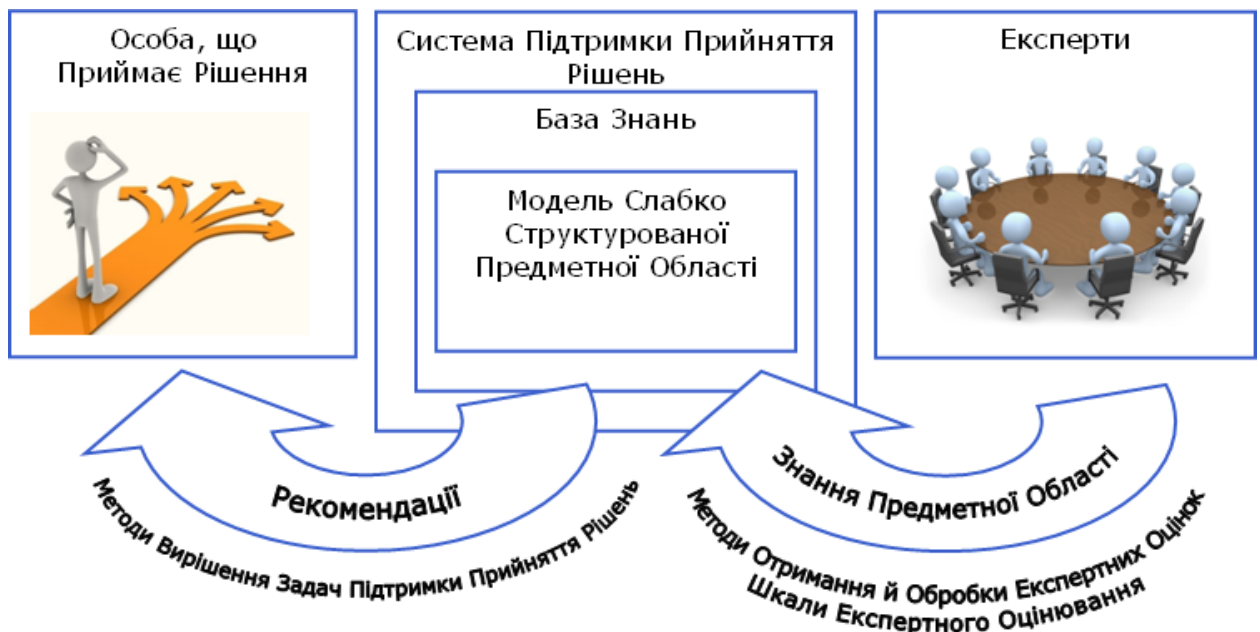 Особа, що
Приймає Рішення
Система Підтримки Прийняття
Рішень
База Знань
Модель Слабко
Структурованої
Предметної Області
Експерти
Рекомендації
Методи Вирішення Задач Підтримки Прийняття Рішень
Знання Предметної Області
Методи Отримання й Обробки Експертних Оцінок
Шкали Експертного Оцінювання